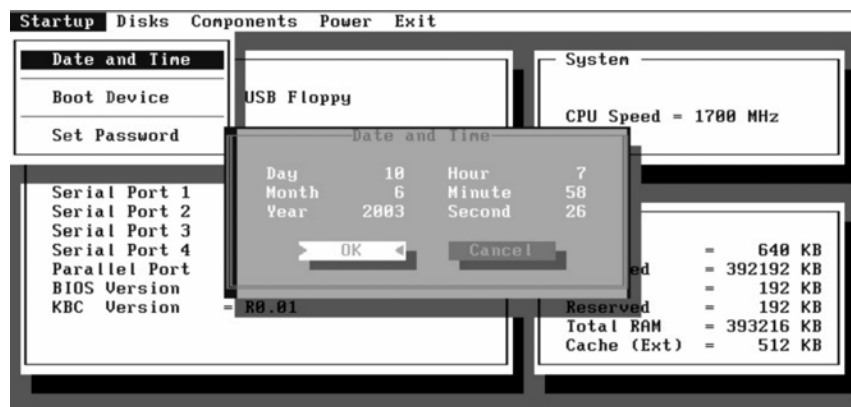 Startup Disks Components Power Exit
Date and Time
Boot Device
Set Password
USB Floppy
System
CPU Speed = 1700 MHz
Date and Time
Day 10 Hour 7
Month 6 Minute 58
Year 2003 Second 26
OK Cancel
Serial Port 1
Serial Port 2
Serial Port 3
Serial Port 4
Parallel Port
BIOS Version
KBC Version = R0.01
= 640 KB
ed = 392192 KB
= 192 KB
Reserved = 192 KB
Total RAM = 393216 KB
Cache (Ext) = 512 KB